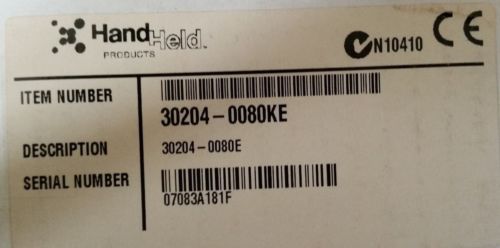 HandHeld
PRODUCTS
N10410 CE
ITEM NUMBER
30204-0080KE
DESCRIPTION 30204-0080E
SERIAL NUMBER
07083A181F